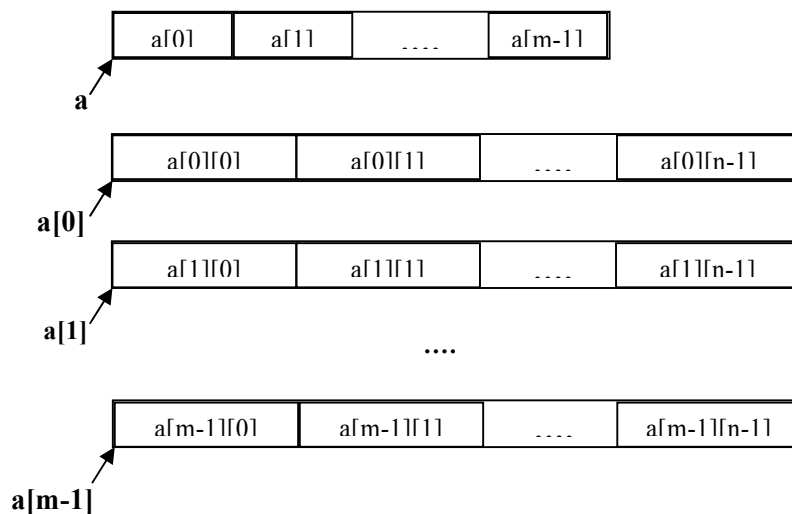 a[0] a[1] .... a[m-1]
a
a[0][0] a[0][1] .... a[0][n-1]
a[0]
a[1][0] a[1][1] .... a[1][n-1]
a[1]
....
a[m-1][0] a[m-1][1] .... a[m-1][n-1]
a[m-1]